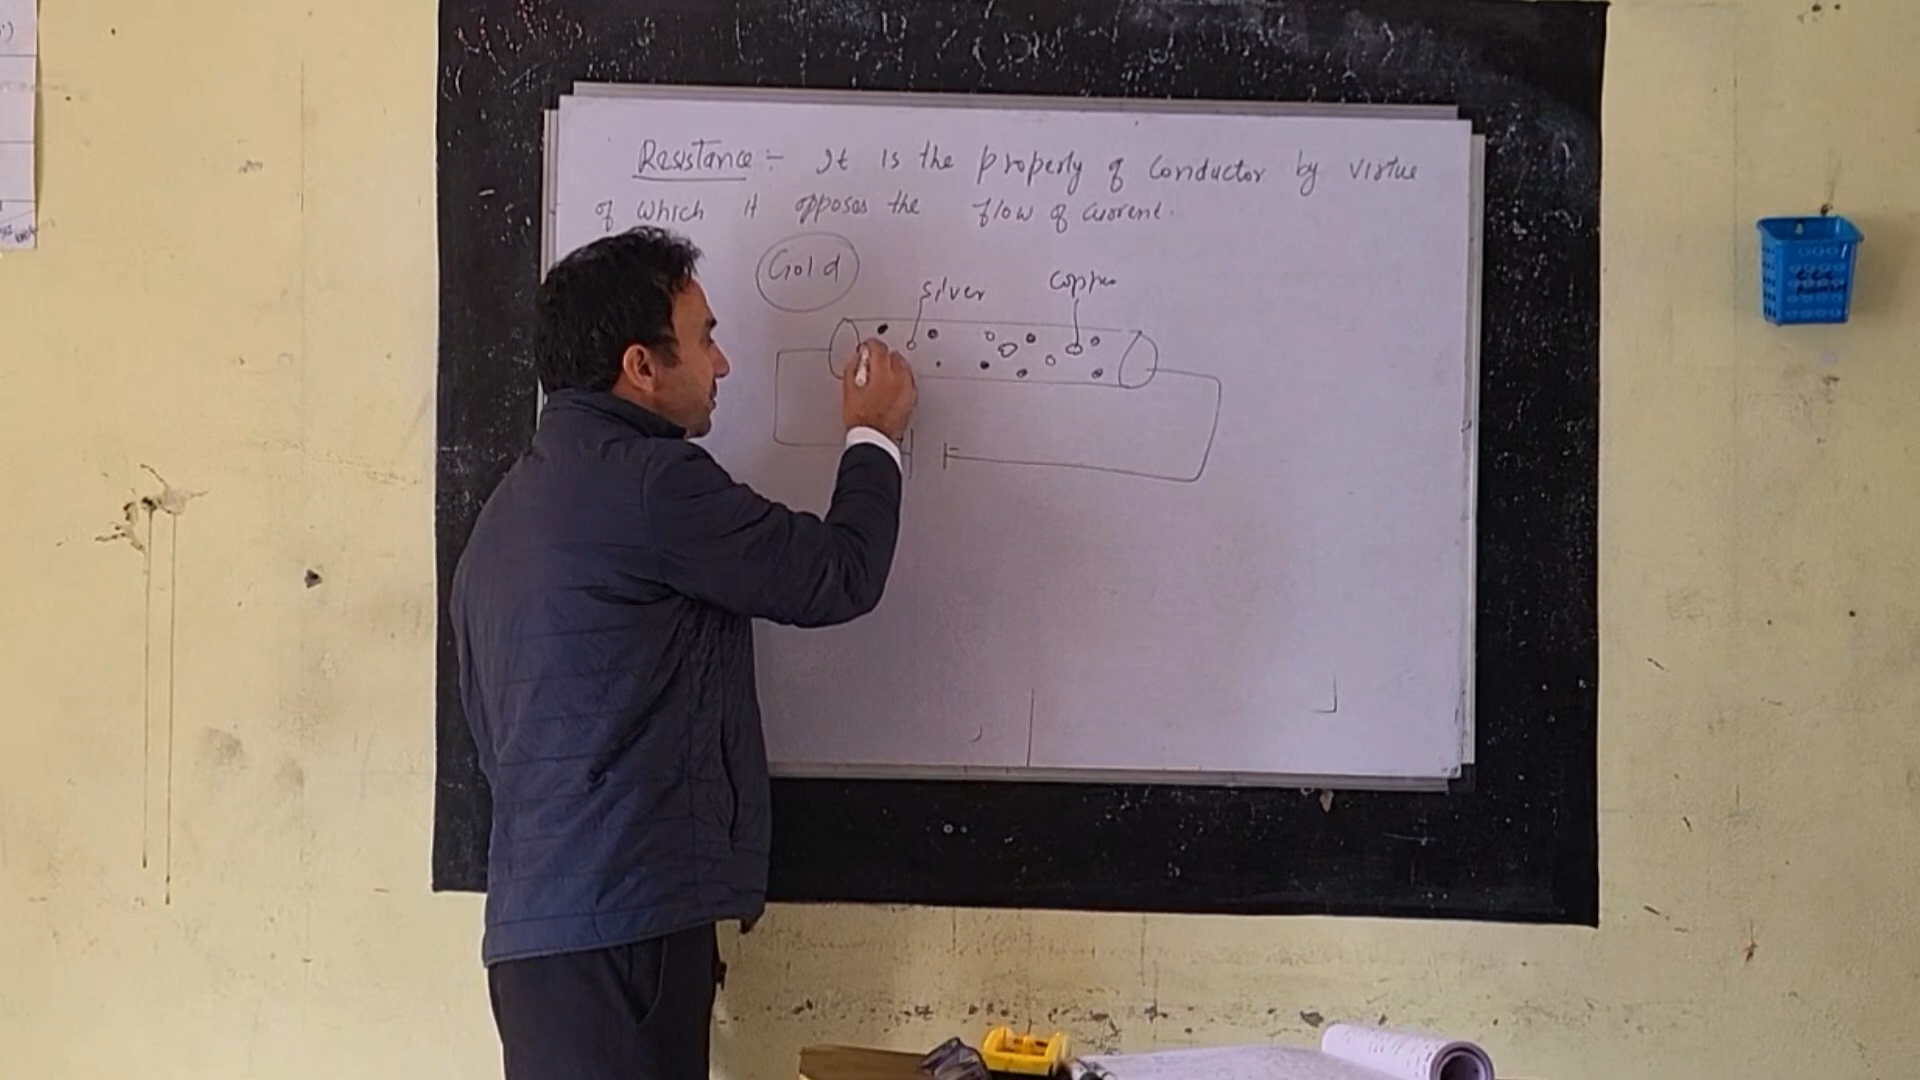 Resistance :- It is the property of conductor by virtue
of which it opposes the flow of current.
Gold
silver
copper